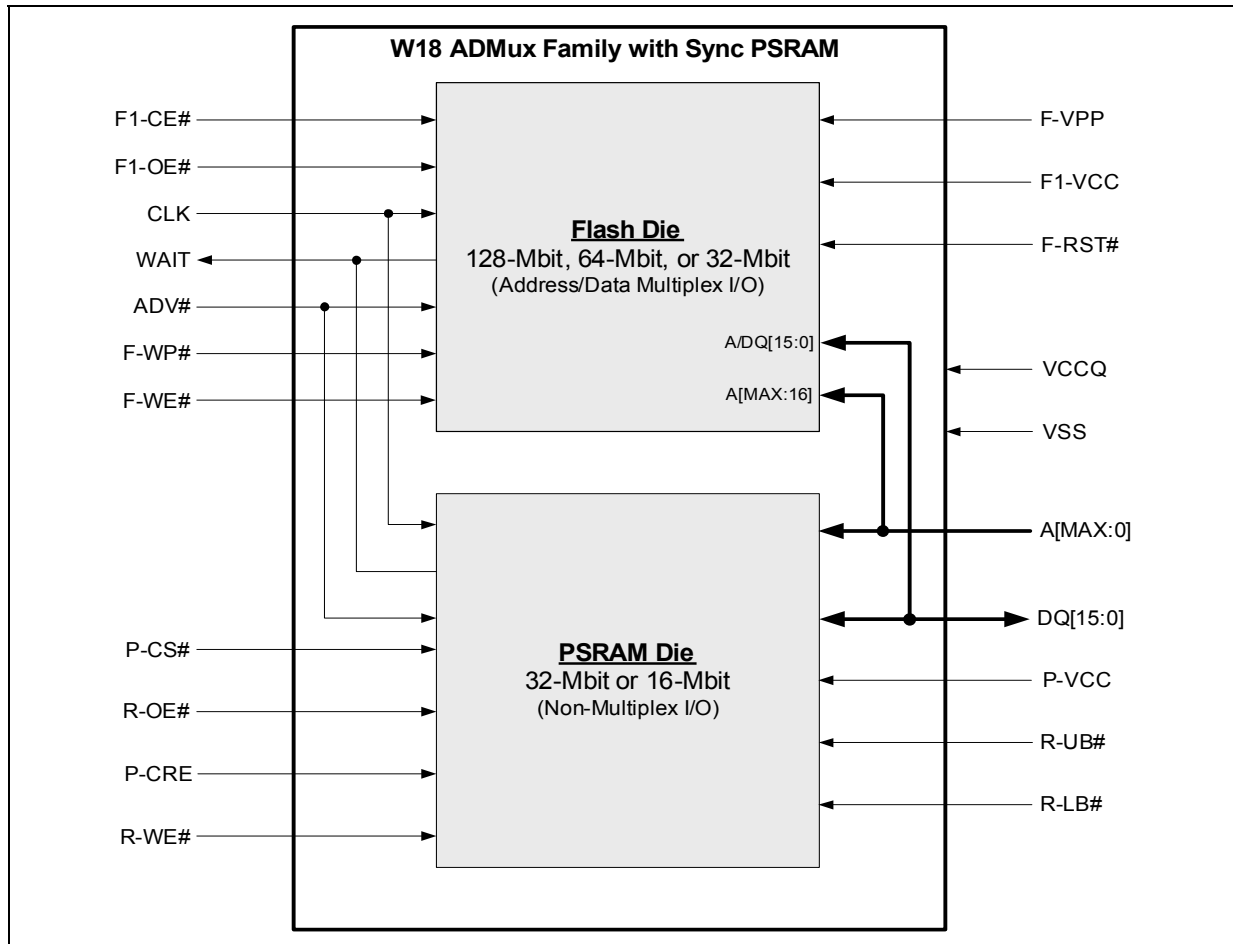 W18 ADMux Family with Sync PSRAM
F1-CE#
F1-OE#
CLK
WAIT
ADV#
F-WP#
F-WE#
Flash Die
128-Mbit, 64-Mbit, or 32-Mbit
(Address/Data Multiplex I/O)
A/DQ[15:0]
A[MAX:16]
F-VPP
F1-VCC
F-RST#
VCCQ
VSS
A[MAX:0]
DQ[15:0]
P-VCC
R-UB#
R-LB#
PSRAM Die
32-Mbit or 16-Mbit
(Non-Multiplex I/O)
P-CS#
R-OE#
P-CRE
R-WE#